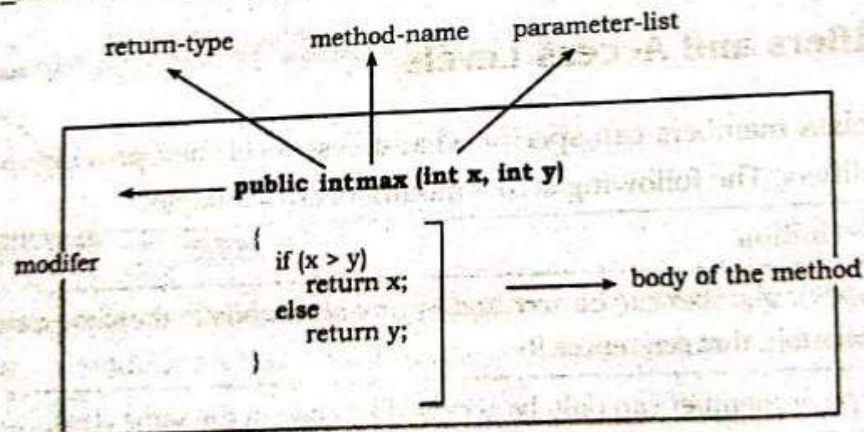 return-type method-name parameter-list
public intmax (int x, int y)
{
modifer
if (x > y)
return x;
body of the method
else
return y;
}